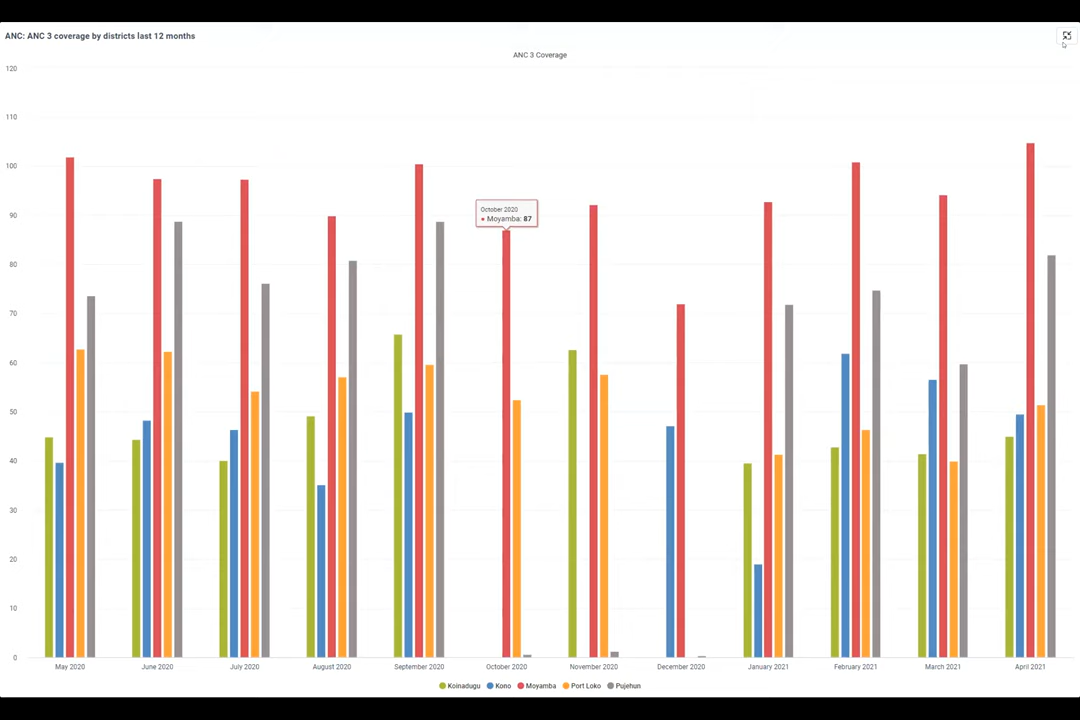 ANC: ANC 3 coverage by districts last 12 months
ANC 3 Coverage
120
110
100
90
80
70
60
50
40
30
20
10
0
October 2020
● Moyamba: 87
May 2020 June 2020 July 2020 August 2020 September 2020 October 2020 November 2020 December 2020 January 2021 February 2021 March 2021 April 2021
Koinadugu Kono Moyamba Port Loko Pujehun